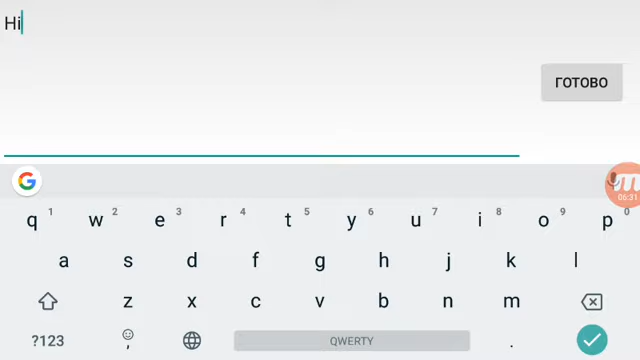 Hi
ГОТОВО
06:31
q 1 w 2 e 3 r 4 t 5 y 6 u 7 i 8 o 9 p 0
a s d f g h j k l
z x c v b n m
?123 , QWERTY .